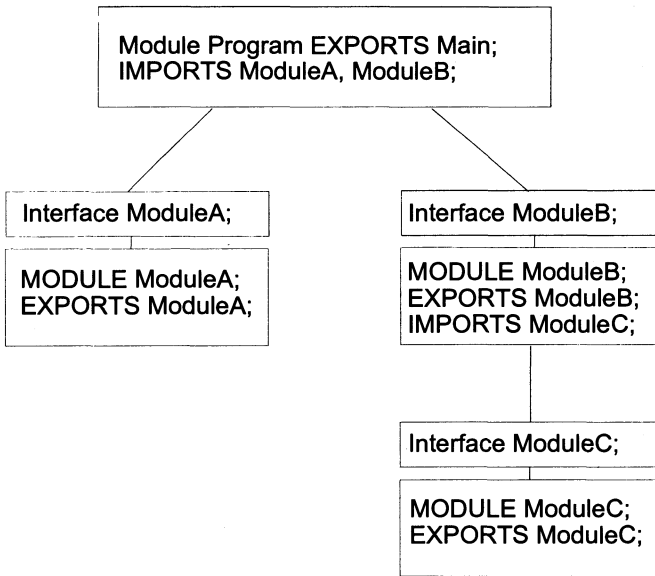 Module Program EXPORTS Main;
IMPORTS ModuleA, ModuleB;
Interface ModuleA;
MODULE ModuleA;
EXPORTS ModuleA;
Interface ModuleB;
MODULE ModuleB;
EXPORTS ModuleB;
IMPORTS ModuleC;
Interface ModuleC;
MODULE ModuleC;
EXPORTS ModuleC;